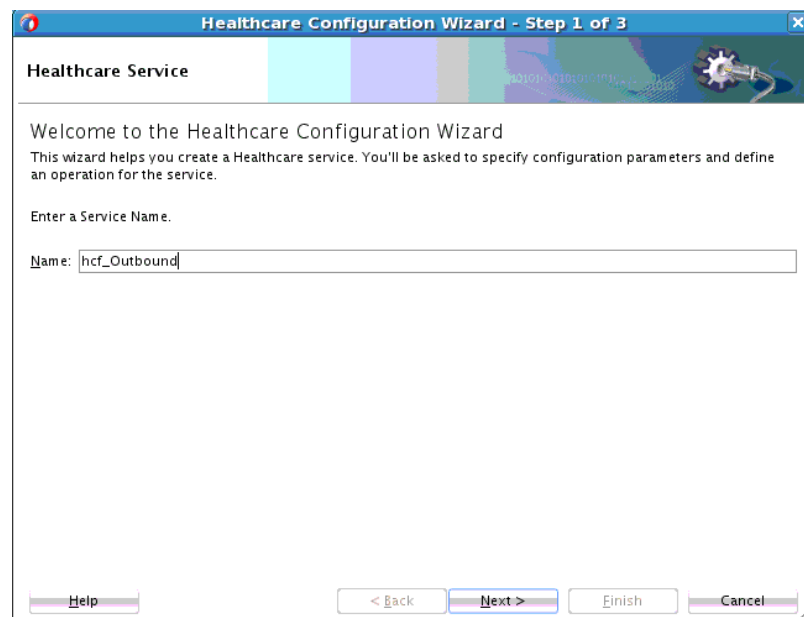 Healthcare Configuration Wizard - Step 1 of 3
Healthcare Service
Welcome to the Healthcare Configuration Wizard
This wizard helps you create a Healthcare service. You'll be asked to specify configuration parameters and define
an operation for the service.
Enter a Service Name.
Name: hcf_Outbound
Help < Back Next > Finish Cancel